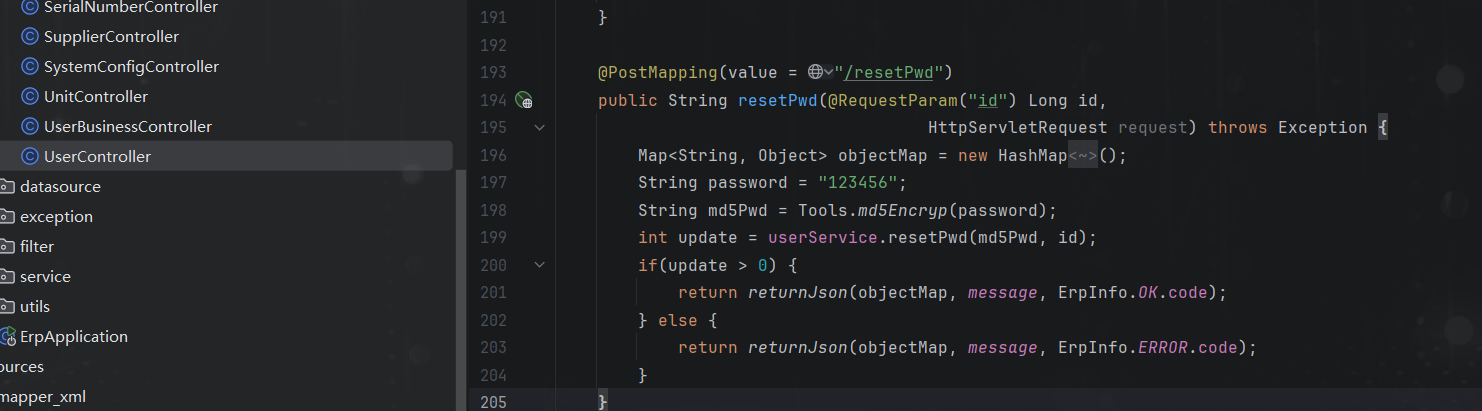 SerialNumberController
SupplierController
SystemConfigController
UnitController
UserBusinessController
UserController
datasource
exception
filter
service
utils
ErpApplication
ources
mapper_xml
191 }
192
193 @PostMapping(value = "/resetPwd")
194 public String resetPwd(@RequestParam("id") Long id,
195 HttpServletRequest request) throws Exception {
196 Map<String, Object> objectMap = new HashMap<~>();
197 String password = "123456";
198 String md5Pwd = Tools.md5Encryp(password);
199 int update = userService.resetPwd(md5Pwd, id);
200 if(update > 0) {
201 return returnJson(objectMap, message, ErpInfo.OK.code);
202 } else {
203 return returnJson(objectMap, message, ErpInfo.ERROR.code);
204 }
205 }